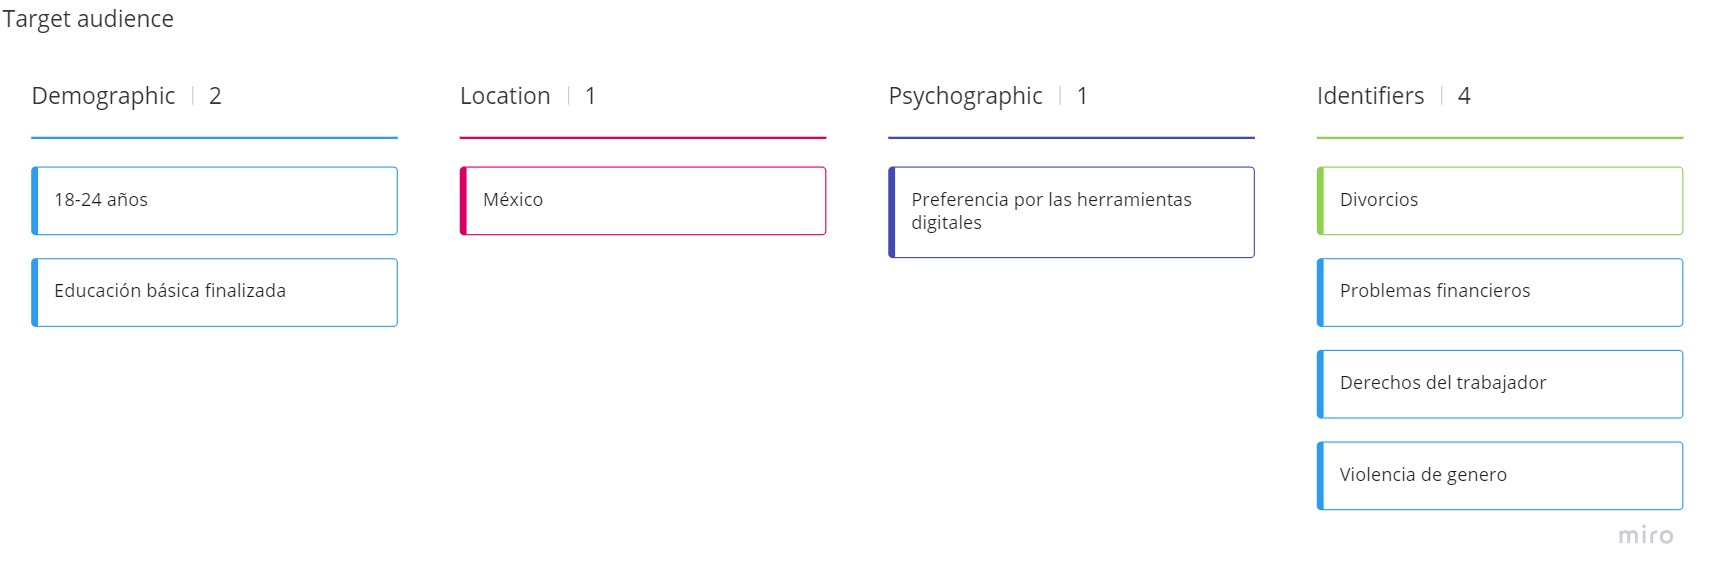 Target audience
Demographic | 2
18-24 años
Educación básica finalizada
Location | 1
México
Psychographic | 1
Preferencia por las herramientas
digitales
Identifiers | 4
Divorcios
Problemas financieros
Derechos del trabajador
Violencia de genero
miro